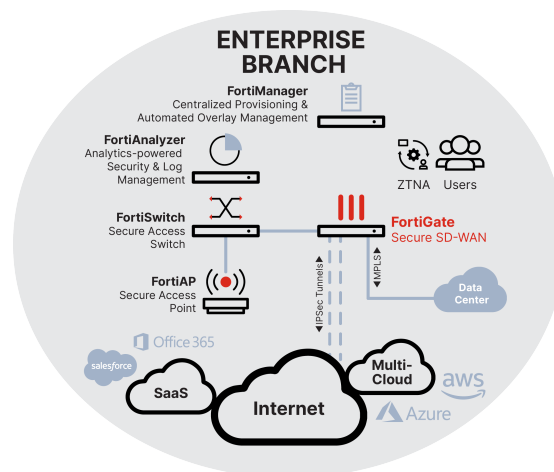 ENTERPRISE
BRANCH
FortiManager
Centralized Provisioning &
Automated Overlay Management
FortiAnalyzer
Analytics-powered
Security & Log
Management
ZTNA
Users
FortiSwitch
Secure Access
Switch
FortiGate
Secure SD-WAN
FortiAP
Secure Access
Point
IPSec Tunnels
MPLS
Data
Center
Office 365
salesforce
SaaS
Internet
Multi-
Cloud
aws
Azure